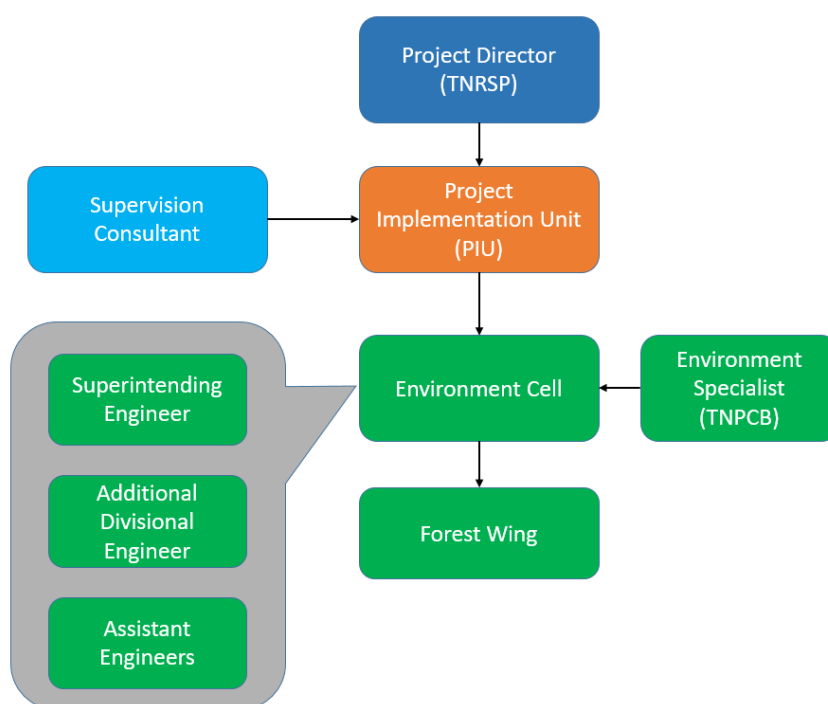 Project Director
(TNRSP)
Supervision
Consultant
Project
Implementation Unit
(PIU)
Superintending
Engineer
Additional
Divisional
Engineer
Assistant
Engineers
Environment Cell
Environment
Specialist
(TNPCB)
Forest Wing